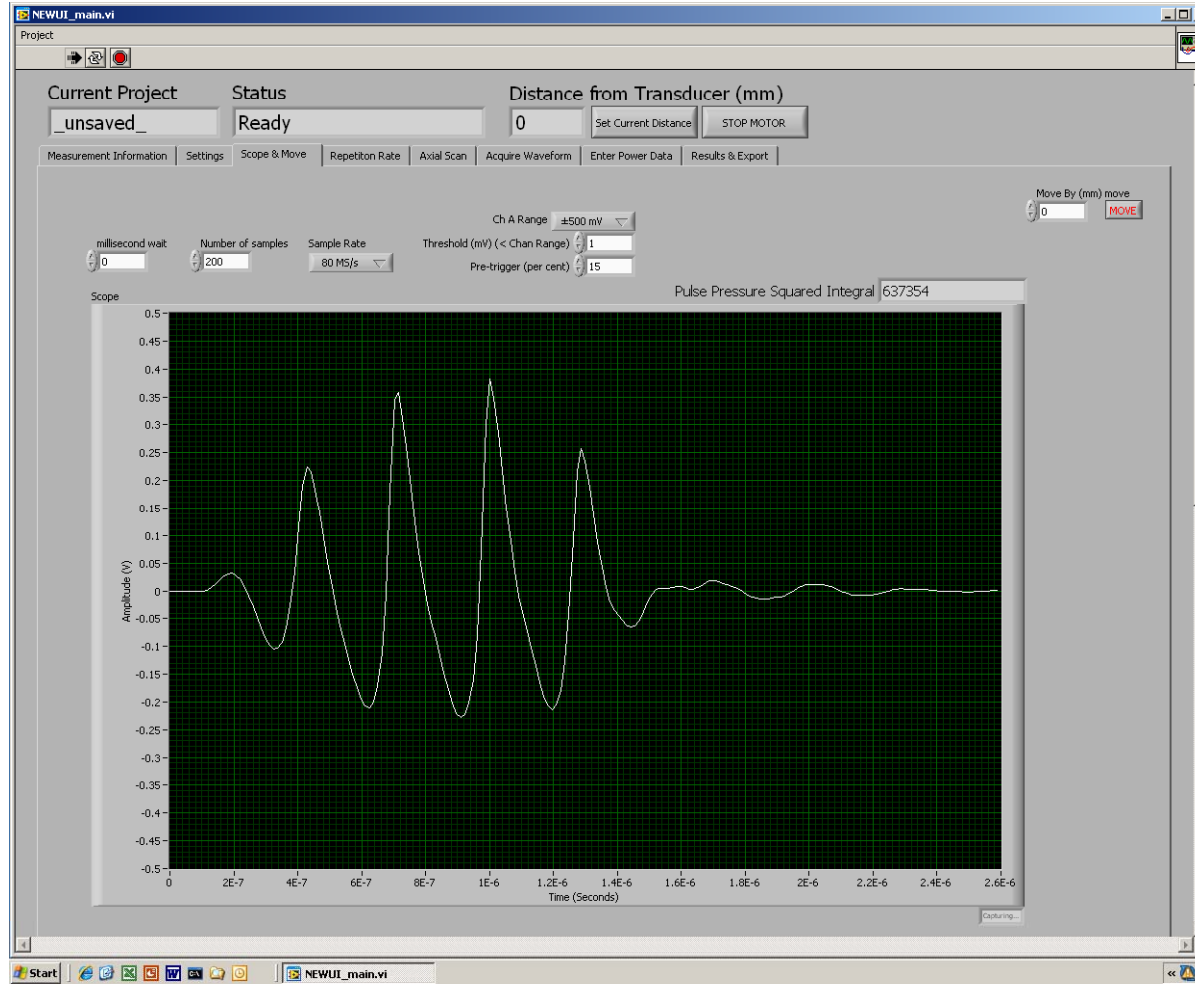 NEWUI_main.vi
Project
Current Project Status Distance from Transducer (mm)
_unsaved_ Ready 0 Set Current Distance STOP MOTOR
Measurement Information Settings Scope & Move Repetiton Rate Axial Scan Acquire Waveform Enter Power Data Results & Export
Move By (mm) move
0 MOVE
Ch A Range ±500 mV
millisecond wait Number of samples Sample Rate Threshold (mV) (< Chan Range) 1
0 200 80 MS/s Pre-trigger (per cent) 15
Scope Pulse Pressure Squared Integral 637354
0.5
0.45
0.4
0.35
0.3
0.25
0.2
0.15
0.1
0.05
0
-0.05
-0.1
-0.15
-0.2
-0.25
-0.3
-0.35
-0.4
-0.45
-0.5
Amplitude (V)
0 2E-7 4E-7 6E-7 8E-7 1E-6 1.2E-6 1.4E-6 1.6E-6 1.8E-6 2E-6 2.2E-6 2.4E-6 2.6E-6
Time (Seconds)
Capturing...
Start NEWUI_main.vi